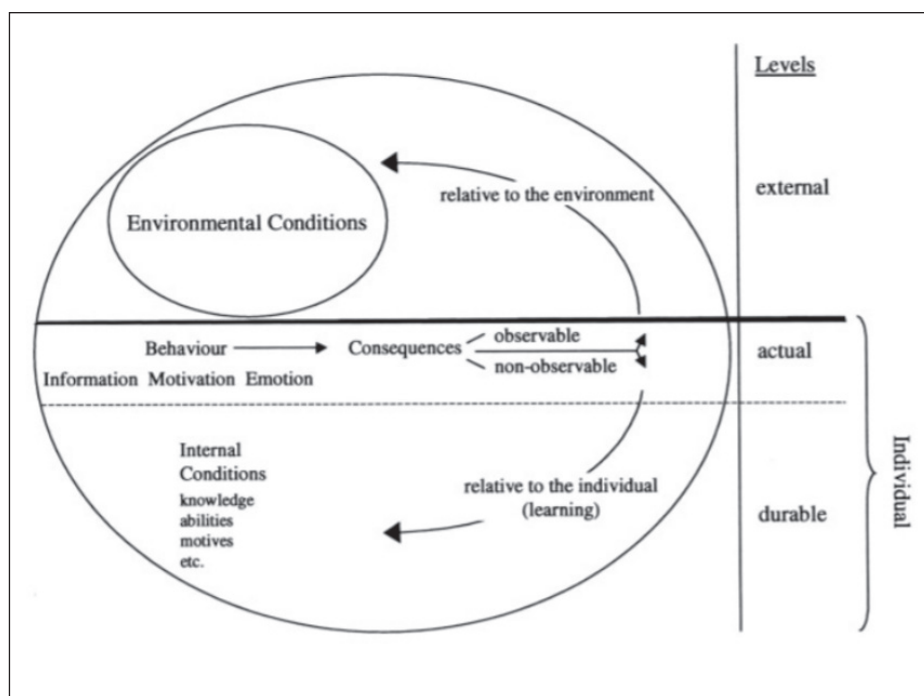 Levels
external
relative to the environment
Environmental Conditions
observable
Behaviour
Consequences
actual
non-observable
Information Motivation Emotion
Internal
Conditions
knowledge
abilities
motives
etc.
relative to the individual
(learning)
durable
Individual